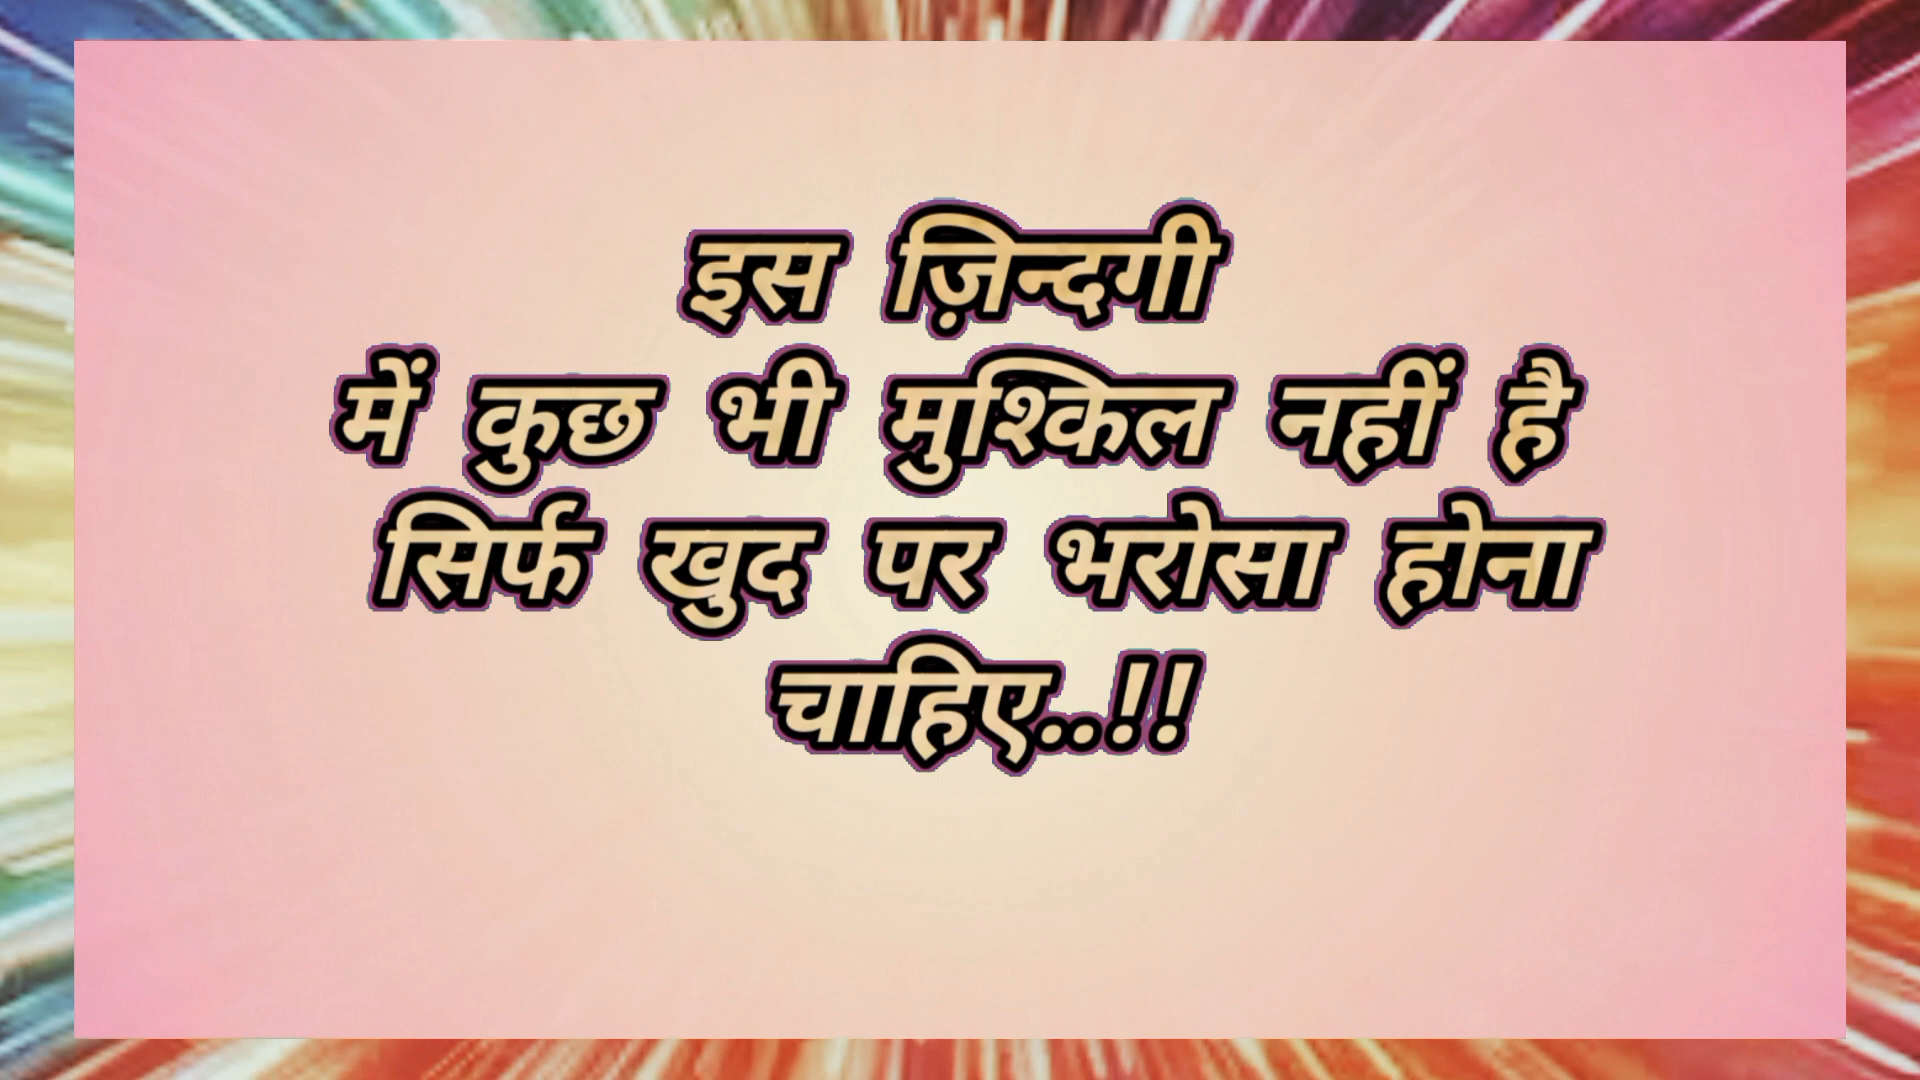 इस ज़िन्दगी
में कुछ भी मुश्किल नहीं है
सिर्फ खुद पर भरोसा होना
चाहिए..!!